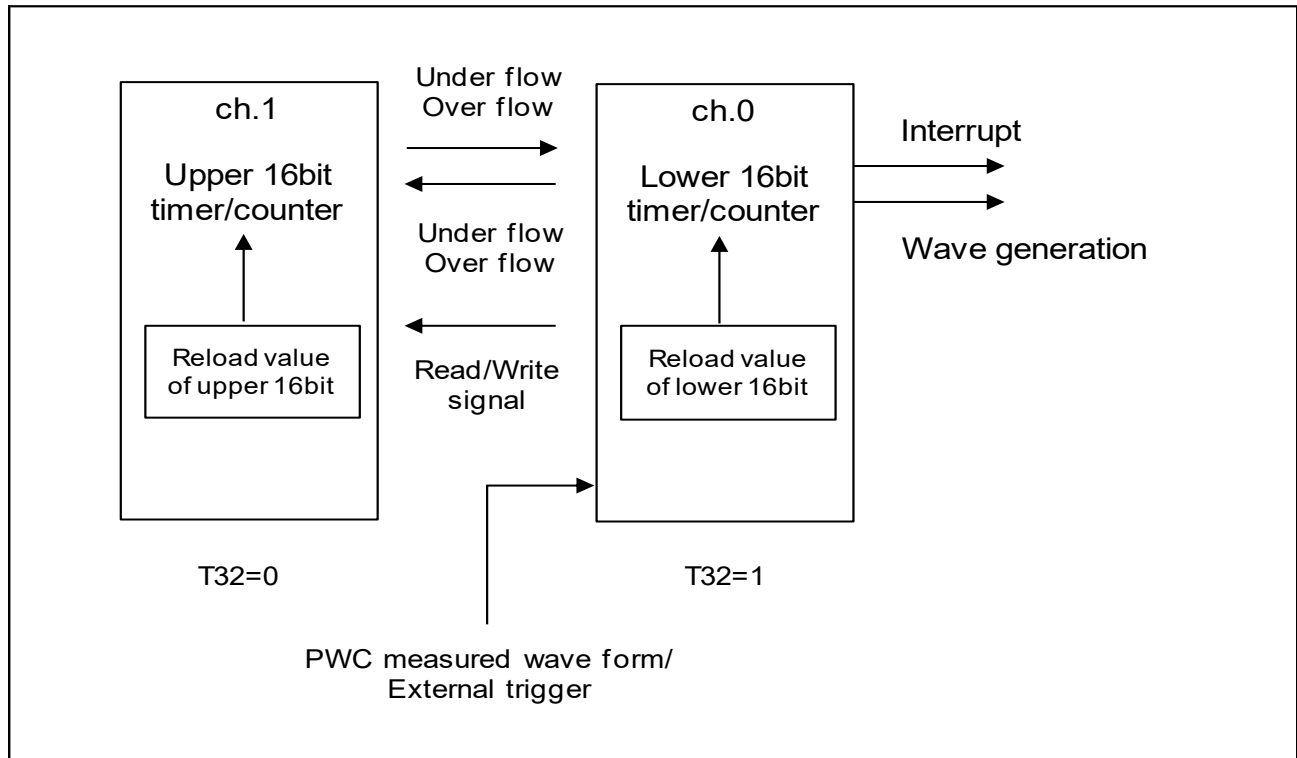 ch.1
Upper 16bit
timer/counter
Reload value
of upper 16bit
T32=0
Under flow
Over flow
Under flow
Over flow
Read/Write
signal
ch.0
Lower 16bit
timer/counter
Reload value
of lower 16bit
T32=1
Interrupt
Wave generation
PWC measured wave form/
External trigger